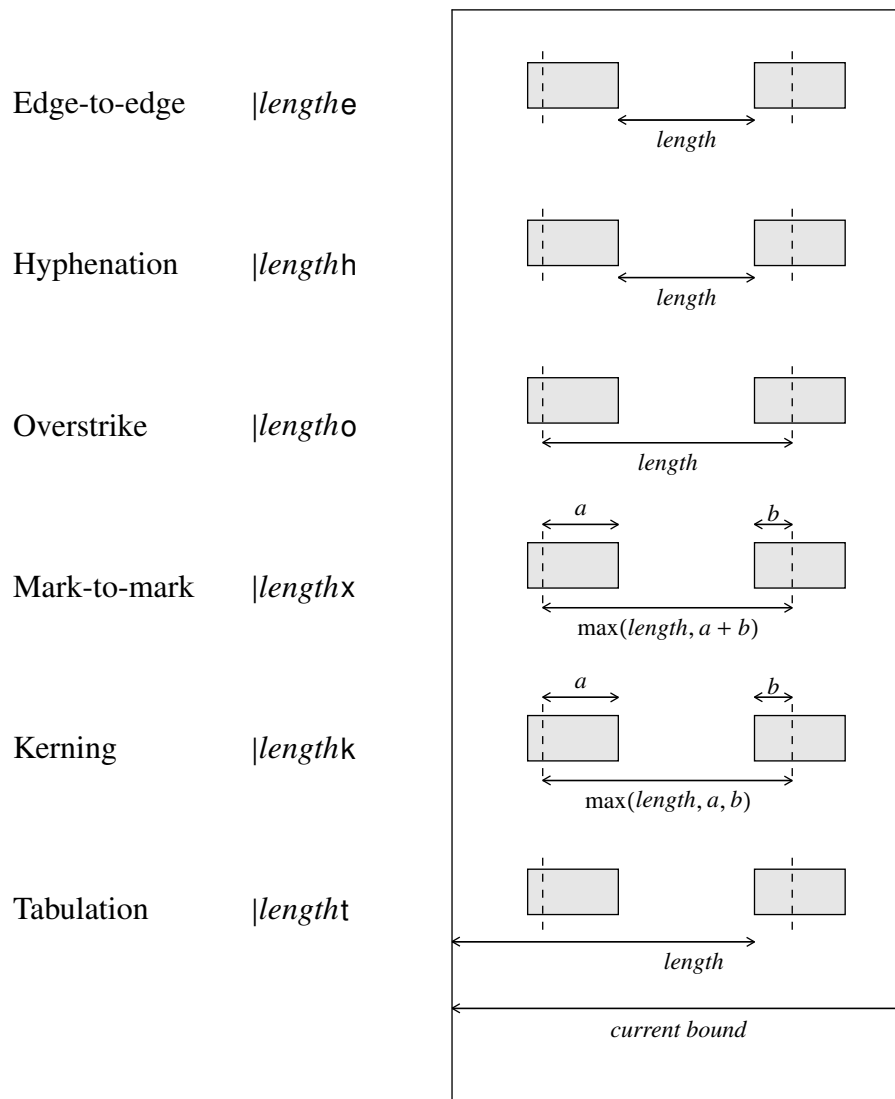 Edge-to-edge |lengthe
length
Hyphenation |lengthh
length
Overstrike |lengtho
length
a b
Mark-to-mark |lengthx
max(length, a + b)
a b
Kerning |lengthk
max(length, a, b)
Tabulation |lengtht
length
current bound